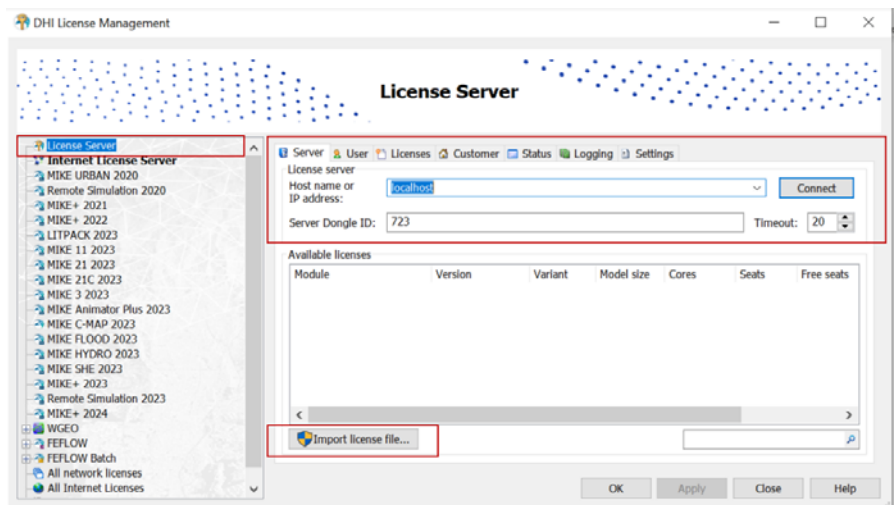 DHI License Management
License Server
License Server
Internet License Server
MIKE URBAN 2020
Remote Simulation 2020
MIKE+ 2021
MIKE+ 2022
LITPACK 2023
MIKE 11 2023
MIKE 21 2023
MIKE 21C 2023
MIKE 3 2023
MIKE Animator Plus 2023
MIKE C-MAP 2023
MIKE FLOOD 2023
MIKE HYDRO 2023
MIKE SHE 2023
MIKE+ 2023
Remote Simulation 2023
MIKE+ 2024
WGEO
FEFLOW
FEFLOW Batch
All network licenses
All Internet Licenses
Server User Licenses Customer Status Logging Settings
License server
Host name or
IP address:
localhost
Connect
Server Dongle ID: 723 Timeout: 20
Available licenses
Module Version Variant Model size Cores Seats Free seats
Import license file...
OK Apply Close Help